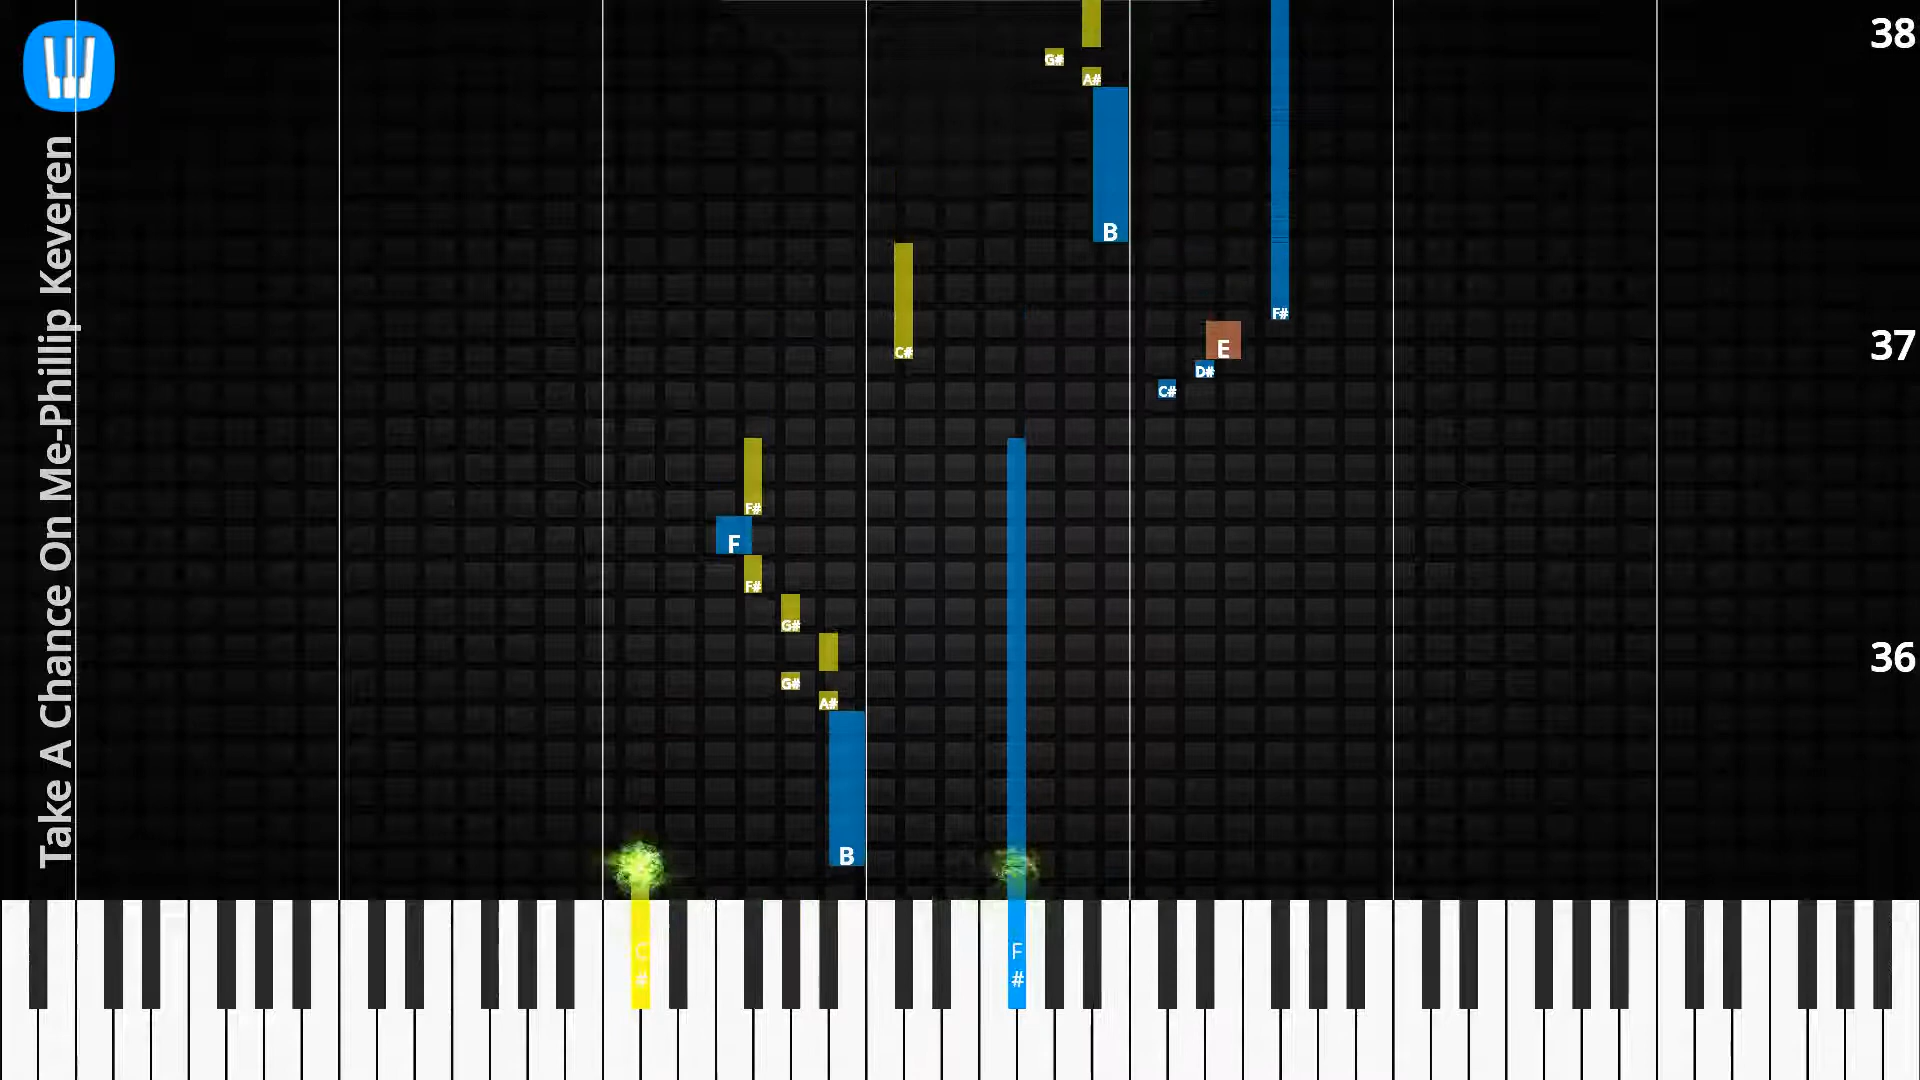 Take A Chance On Me-Phillip Keveren
38
G#
A#
B
F#
37
E
C#
D#
C#
F#
F
F#
G#
36
G#
A#
B
C
#
F
#